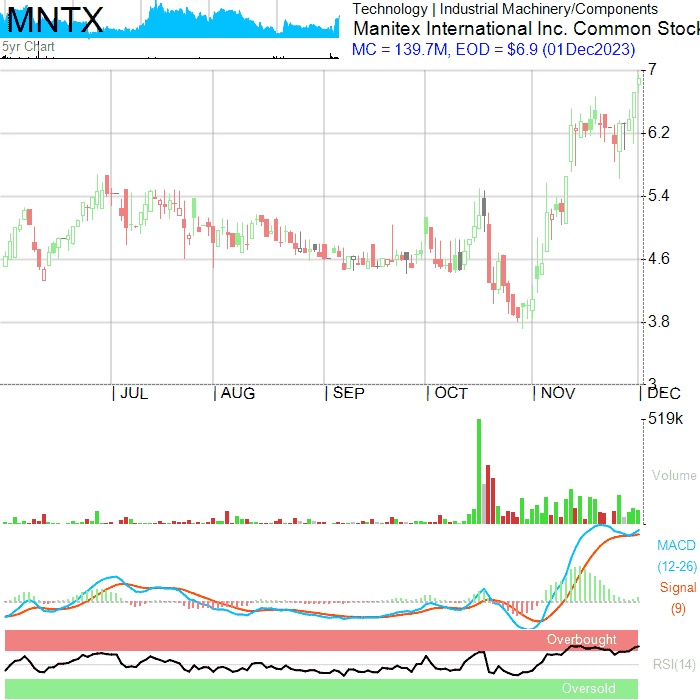 MNTX
5yr Chart
Technology | Industrial Machinery/Components
Manitex International Inc. Common Stoc
MC = 139.7M, EOD = $6.9 (01Dec2023)
7
6.2
5.4
4.6
3.8
3
| JUL | AUG | SEP | OCT | NOV | DEC
519k
Volume
MACD
(12-26)
Signal
(9)
Overbought
RSI(14)
Oversold